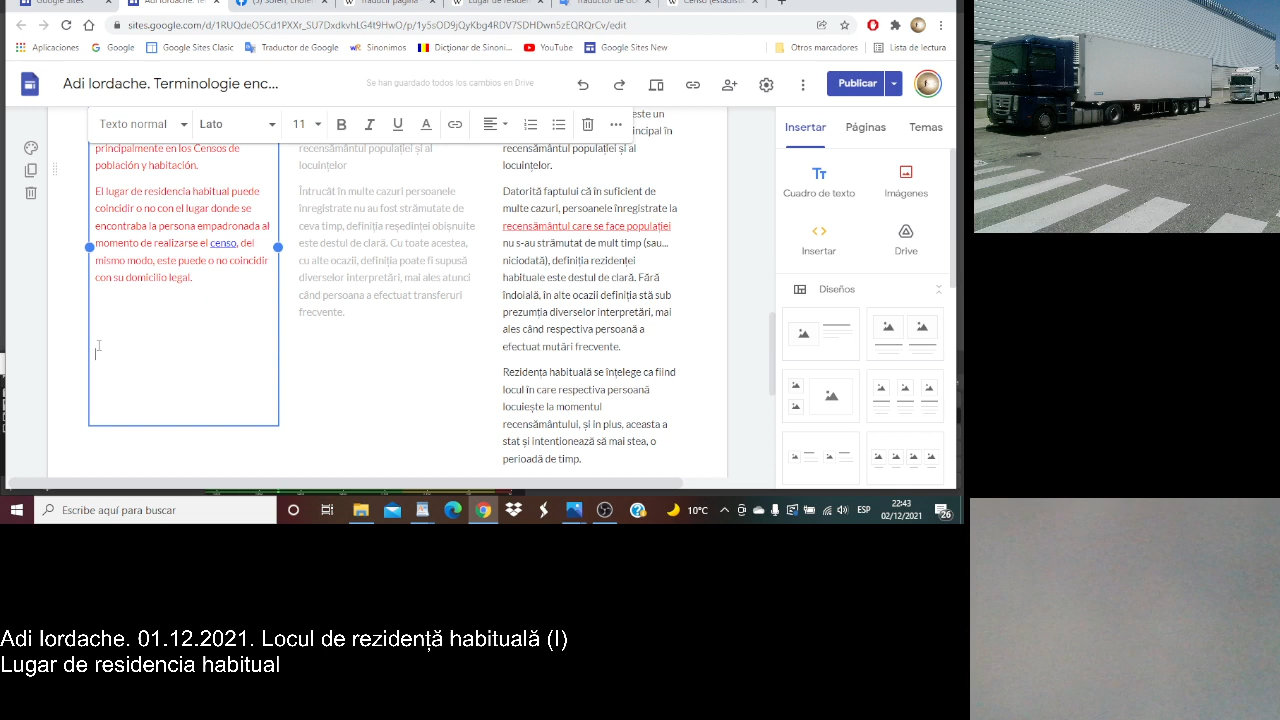 Google Sites
Adi Iordache. Te
Traducir página
Traductor de Go
sites.google.com/d/1RUQdeO5Cd1PXXr_SU7DxdkvhLG4t9HwO/p/1y5sOD9jQyKbg4RDV7SDHDwn5zEQRQrCv/edit
Aplicaciones
Google
Google Sites Clasic
Traductor de Google
Sinonimos
Dicționar de Sinoni...
YouTube
Google Sites New
Otros marcadores
Lista de lectura
Adi Iordache. Terminologie enc...
Se han guardado todos los cambios en Drive
Publicar
Texto normal
Lato
11
B
I
U
A
Insertar
Páginas
Temas
Cuadro de texto
Imágenes
Insertar
Drive
Diseños
principalmente en los Censos de
población y habitación.
El lugar de residencia habitual puede
coincidir o no con el lugar donde se
encontraba la persona empadronada al
momento de realizarse el censo, del
mismo modo, este puede o no coincidir
con su domicilio legal.
recensământul populației și al
locuințelor
Întrucât în multe cazuri persoanele
înregistrate nu au fost strămutate de
ceva timp, definiția reședinței obișnuite
este destul de clară. Cu toate acestea,
cu alte ocazii, definiția poate fi supusă
diverselor interpretări, mai ales atunci
când persoana a efectuat transferuri
frecvente.
este un
principal în
recensământul populației și al
locuințelor.
Datorită faptului că în suficient de
multe cazuri, persoanele înregistrate la
recensământul care se face populației
nu s-au strămutat de mult timp (sau...
niciodată), definiția rezidenței
habituale este destul de clară. Fără
îndoială, în alte ocazii definiția stă sub
prezumția diverselor interpretări, mai
ales când respectiva persoană a
efectuat mutări frecvente.
Rezidența habituală se înțelege ca fiind
locul în care respectiva persoană
locuiește la momentul
recensământului, și in plus, aceasta a
stat și intentionează să mai stea, o
perioadă de timp.
Escribe aquí para buscar
10°C
ESP
22:43
02/12/2021
26
Adi Iordache. 01.12.2021. Locul de rezidență habituală (I)
Lugar de residencia habitual